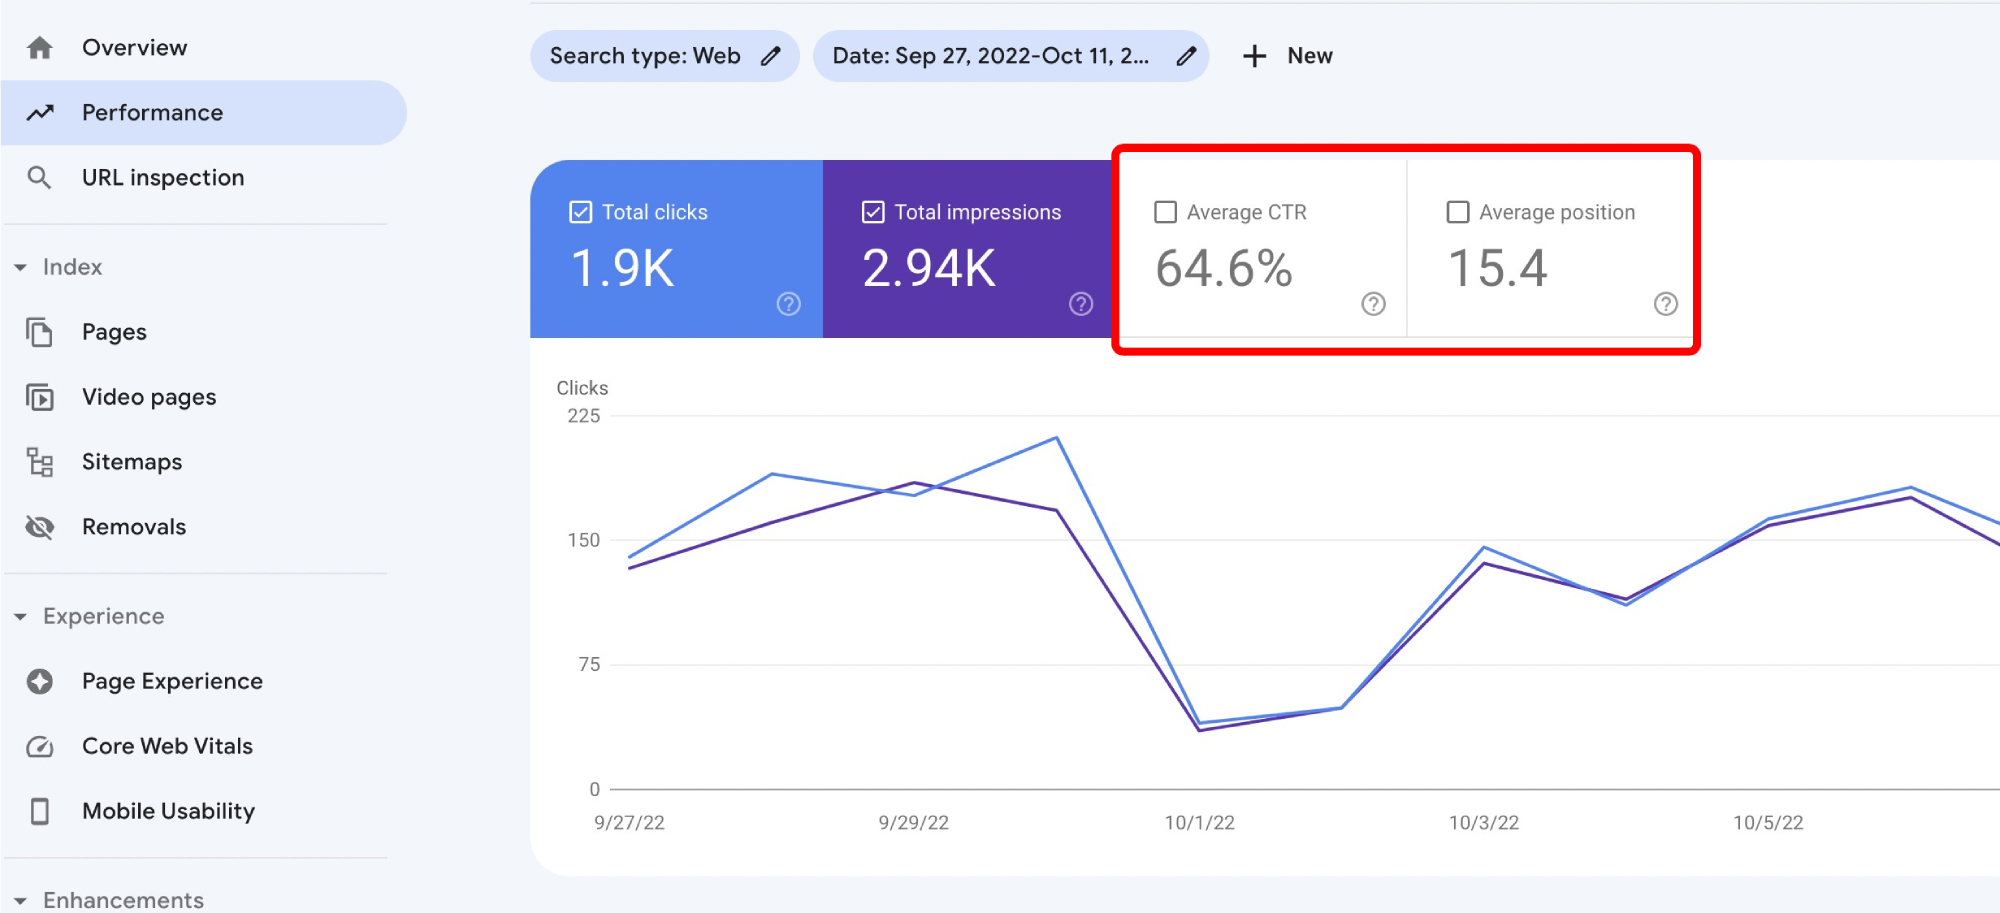 Overview
Performance
URL inspection
Index
Pages
Video pages
Sitemaps
Removals
Experience
Page Experience
Core Web Vitals
Mobile Usability
Enhancements
Search type: Web
Date: Sep 27, 2022-Oct 11, 2...
+ New
Total clicks
1.9K
Total impressions
2.94K
Average CTR
64.6%
Average position
15.4
Clicks
225
150
75
0
9/27/22
9/29/22
10/1/22
10/3/22
10/5/22